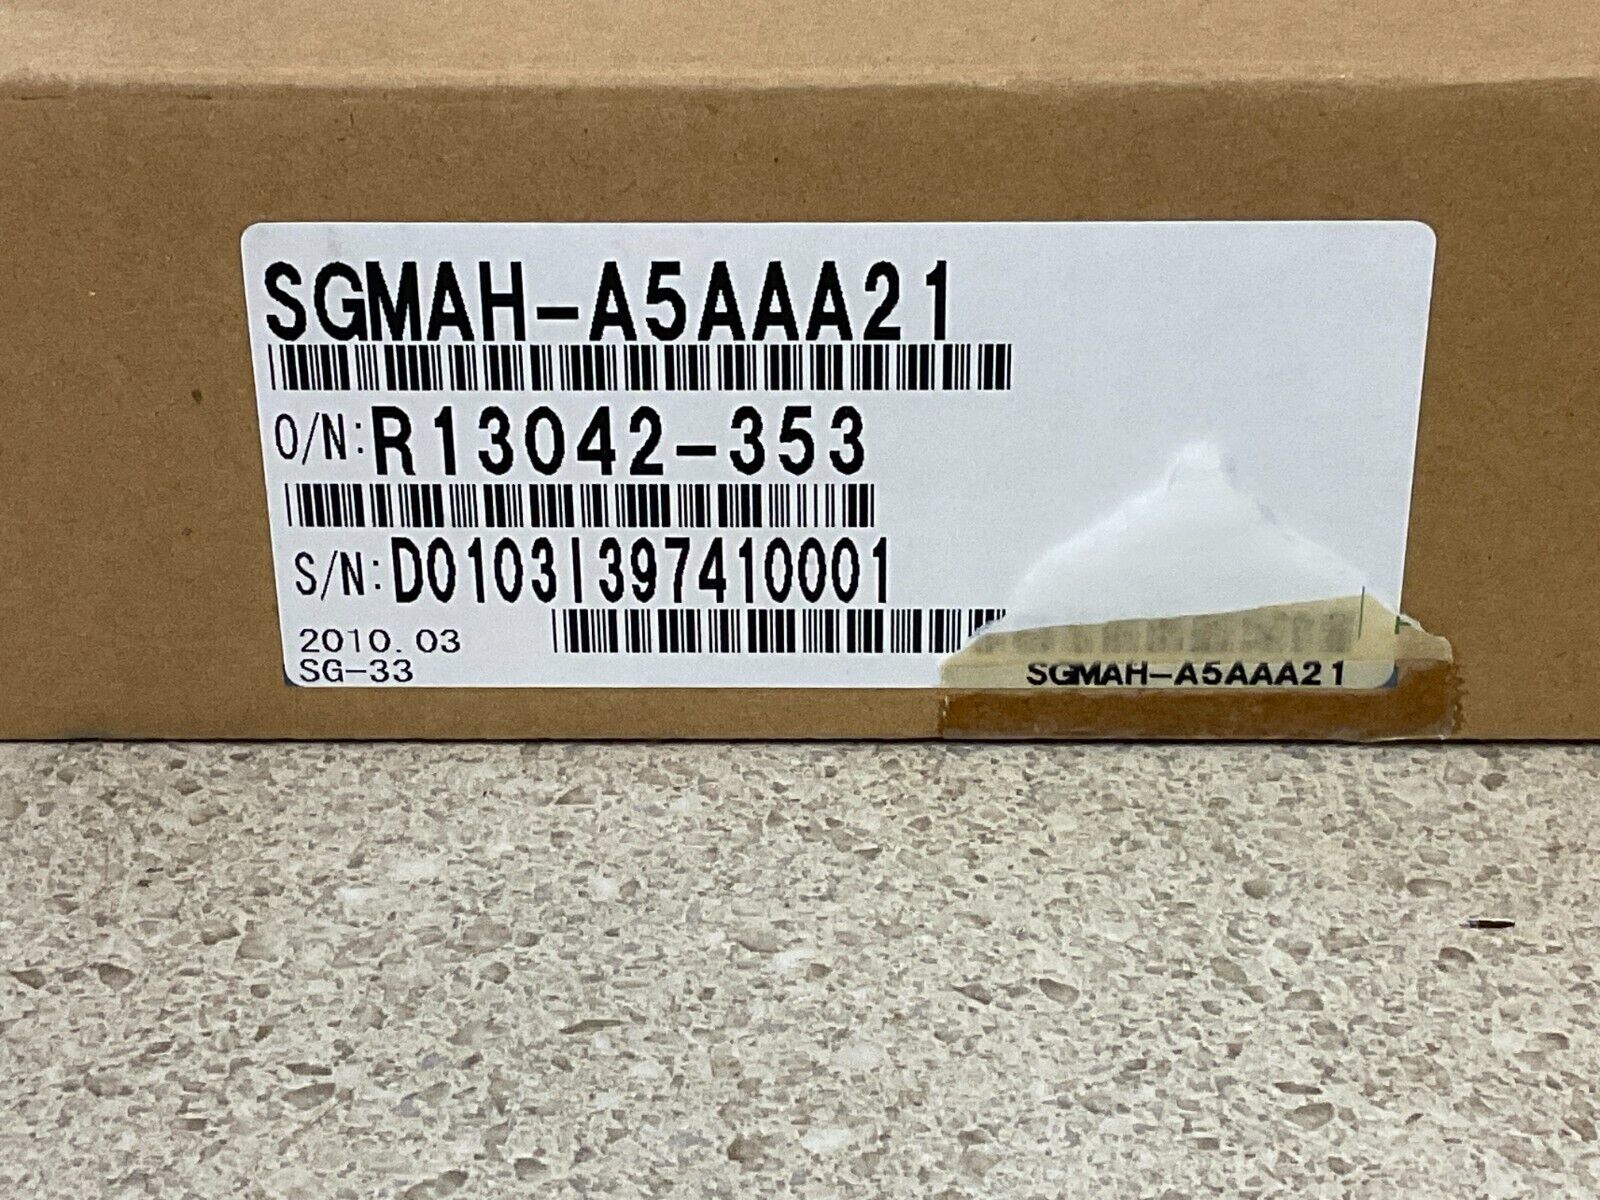 SGMAH-A5AAA21
O/N:R13042-353
S/N:D0103I397410001
2010.03
SG-33
SGMAH-A5AAA21